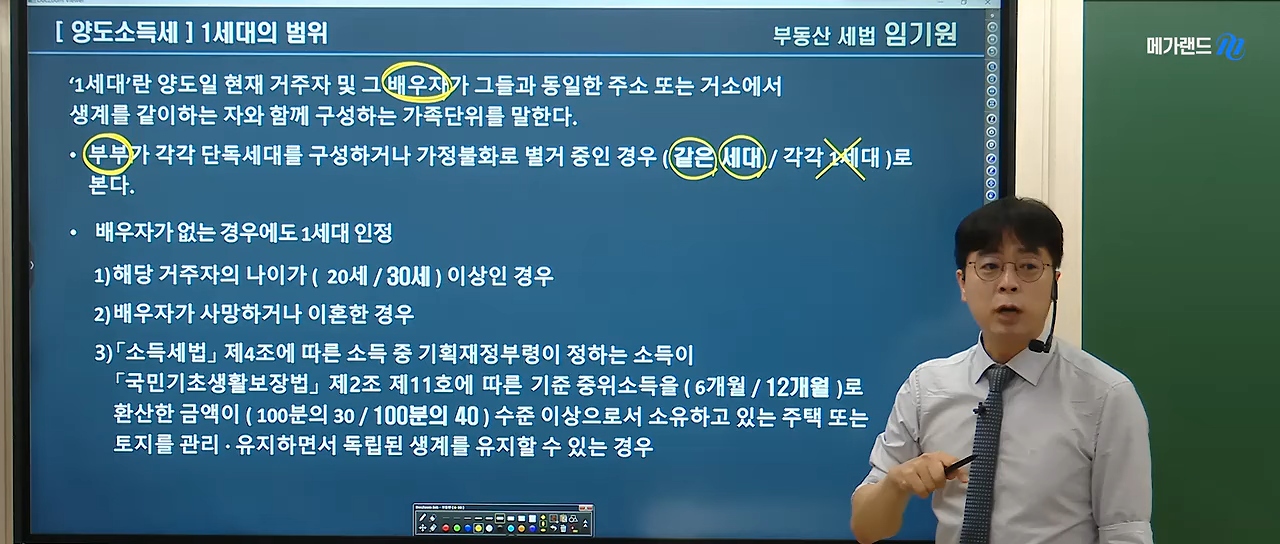 [ 양도소득세 ] 1세대의 범위
부동산 세법 임기원
메가랜드
'1세대'란 양도일 현재 거주자 및 그 배우자가 그들과 동일한 주소 또는 거소에서
생계를 같이하는 자와 함께 구성하는 가족단위를 말한다.
• 부부가 각각 단독세대를 구성하거나 가정불화로 별거 중인 경우 ( 같은 세대 / 각각 1세대 )로
본다.
• 배우자가 없는 경우에도 1세대 인정
1)해당 거주자의 나이가 ( 20세 / 30세 ) 이상인 경우
2)배우자가 사망하거나 이혼한 경우
3)「소득세법」 제4조에 따른 소득 중 기획재정부령이 정하는 소득이
「국민기초생활보장법」 제2조 제11호에 따른 기준 중위소득을 ( 6개월 / 12개월 )로
환산한 금액이 ( 100분의 30 / 100분의 40 ) 수준 이상으로서 소유하고 있는 주택 또는
토지를 관리 · 유지하면서 독립된 생계를 유지할 수 있는 경우